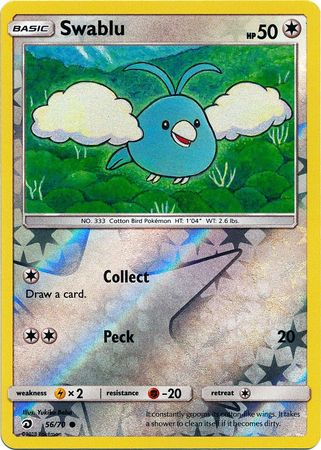 BASIC Swablu HP 50
NO. 333 Cotton Bird Pokémon HT: 1'04" WT: 2.6 lbs.
Collect
Draw a card.
Peck 20
weakness × 2 resistance -20 retreat
Illus. Yukiko Baba
56/70
It constantly grooms its cotton-like wings. It takes
a shower to clean itself if it becomes dirty.